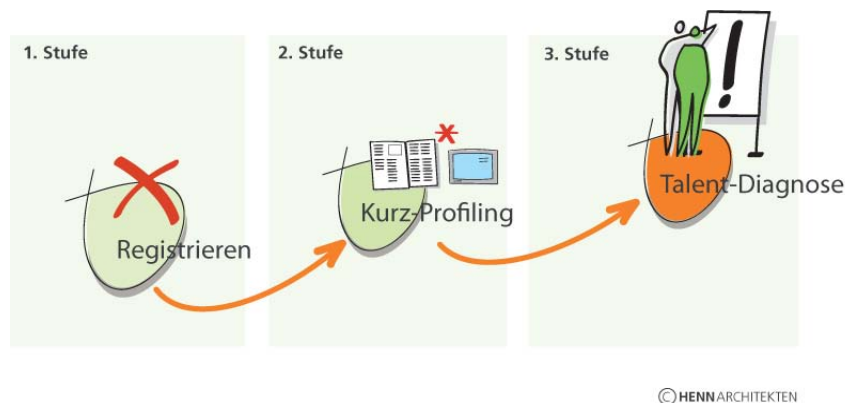 1. Stufe
2. Stufe
3. Stufe
Registrieren
Kurz-Profiling
Talent-Diagnose
!
© HENN ARCHITEKTEN